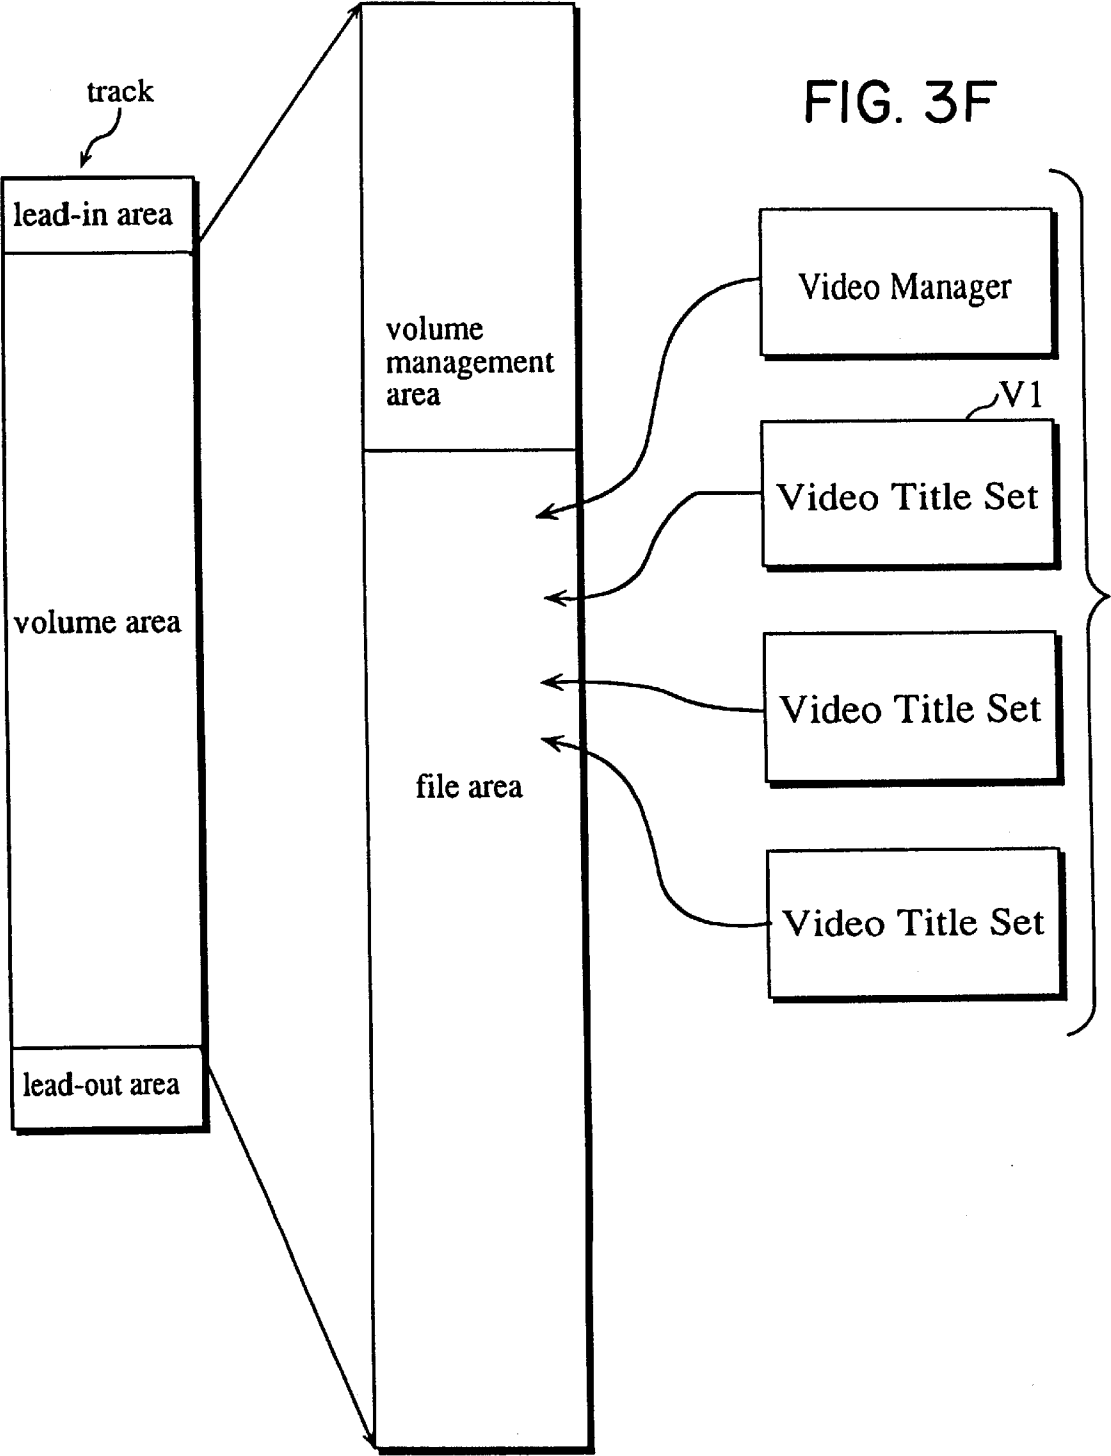 FIG. 3F
track
lead-in area
volume area
lead-out area
volume
management
area
file area
Video Manager
V1
Video Title Set
Video Title Set
Video Title Set